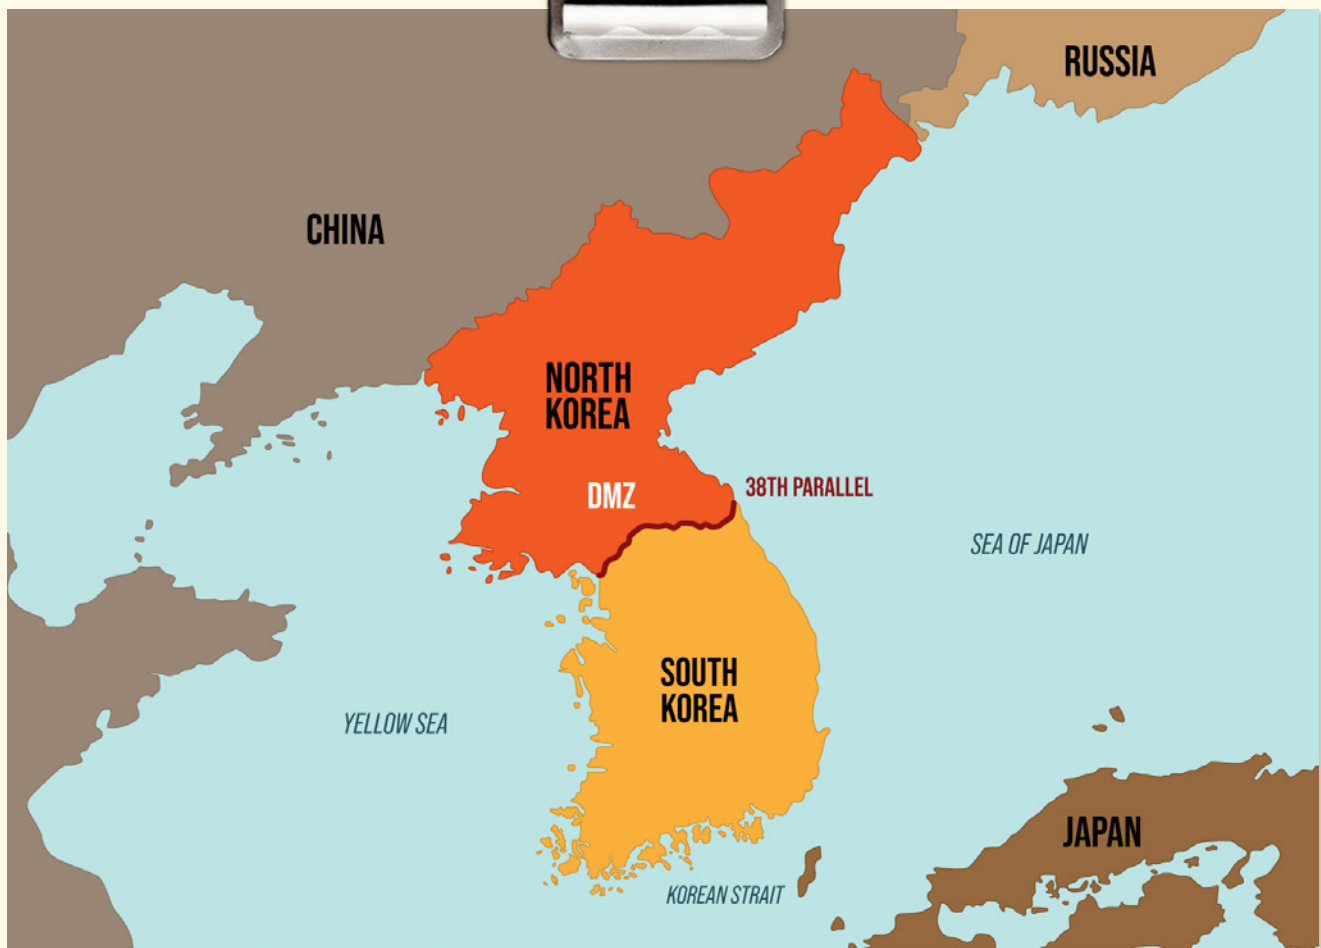 RUSSIA
CHINA
NORTH
KOREA
DMZ
38TH PARALLEL
SEA OF JAPAN
SOUTH
KOREA
YELLOW SEA
JAPAN
KOREAN STRAIT